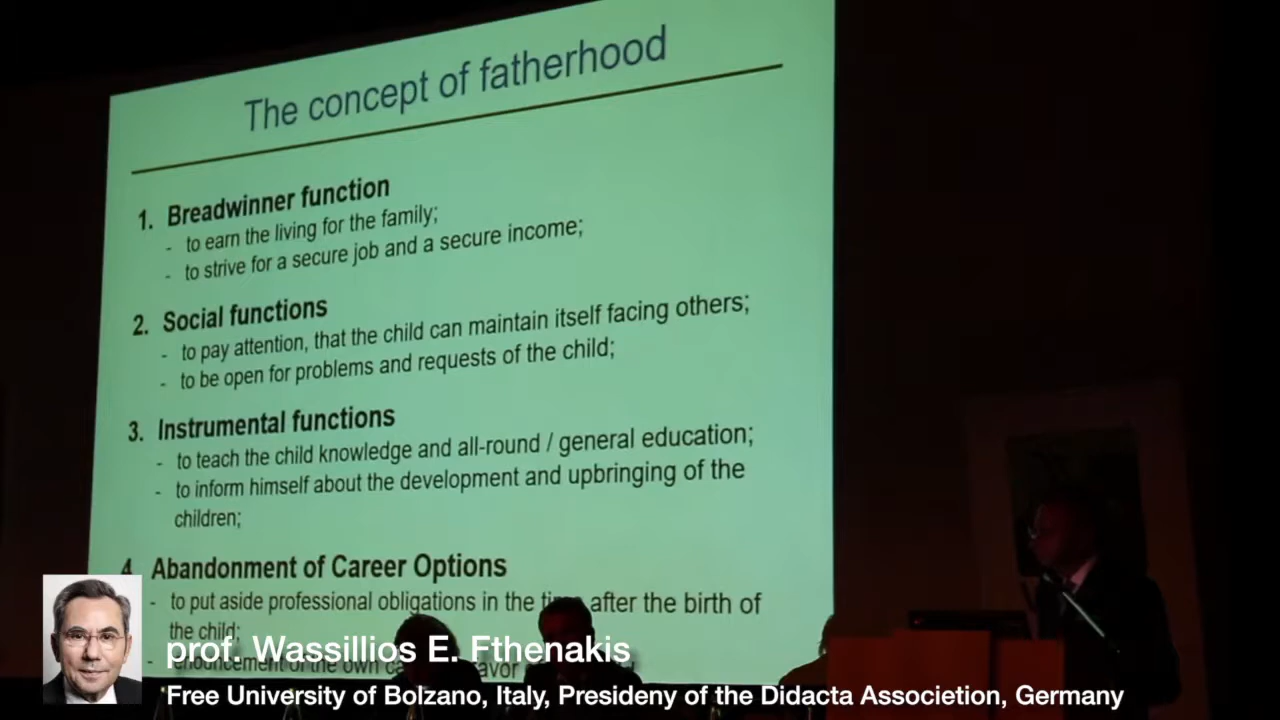 The concept of fatherhood
1. Breadwinner function
- to earn the living for the family;
- to strive for a secure job and a secure income;
2. Social functions
- to pay attention, that the child can maintain itself facing others;
- to be open for problems and requests of the child;
3. Instrumental functions
- to teach the child knowledge and all-round / general education;
- to inform himself about the development and upbringing of the
children;
4. Abandonment of Career Options
- to put aside professional obligations in the time after the birth of
the child;
- of the own
prof. Wassillios E. Fthenakis
Free University of Bolzano, Italy, Presideny of the Didacta Associetion, Germany